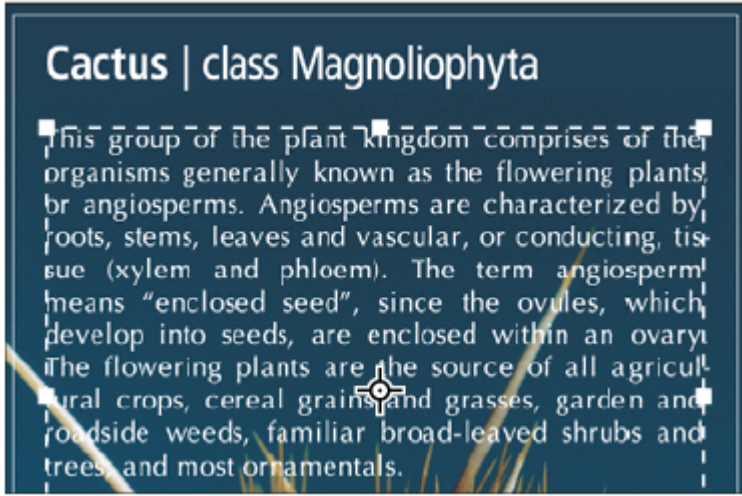 Cactus | class Magnoliophyta
This group of the plant kingdom comprises of the
organisms generally known as the flowering plants
or angiosperms. Angiosperms are characterized by
roots, stems, leaves and vascular, or conducting, tis-
sue (xylem and phloem). The term angiosperm
means “enclosed seed”, since the ovules, which
develop into seeds, are enclosed within an ovary.
The flowering plants are the source of all agricul-
tural crops, cereal grains and grasses, garden and
roadside weeds, familiar broad-leaved shrubs and
trees, and most ornamentals.